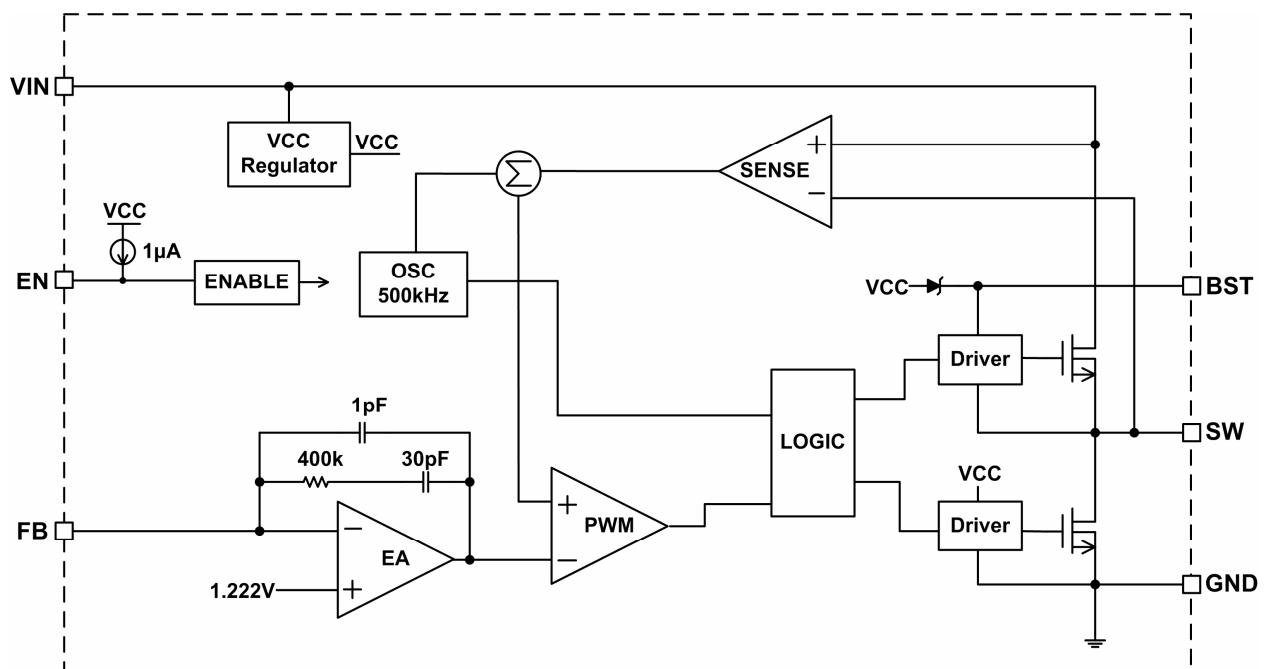 VIN
VCC
Regulator
VCC
Σ
+
SENSE
−
VCC
1µA
EN
ENABLE
OSC
500kHz
VCC
BST
Driver
1pF
400k
30pF
LOGIC
SW
VCC
+
PWM
−
Driver
FB
−
EA
+
1.222V
GND